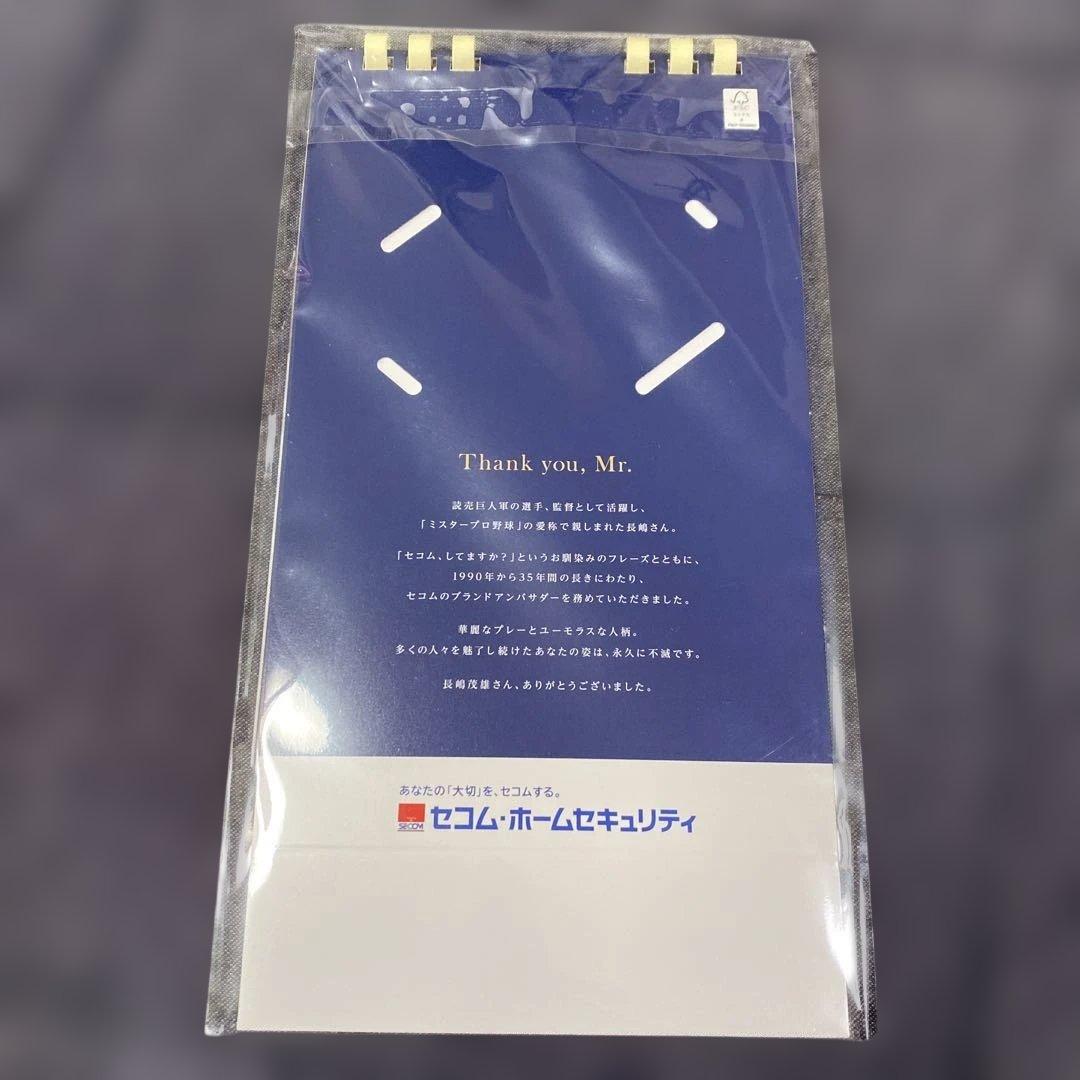 FSC
Thank you, Mr.
読売巨人軍の選手、監督として活躍し、
「ミスタープロ野球」の愛称で親しまれた長嶋さん。
「セコム、してますか?」というお馴染みのフレーズとともに、
1990年から35年間の長きにわたり、
セコムのブランドアンバサダーを務めていただきました。
華麗なプレーとユーモラスな人柄。
多くの人々を魅了し続けたあなたの姿は、永久に不滅です。
長嶋茂雄さん、ありがとうございました。
あなたの「大切」を、セコムする。
SECOM
セコム・ホームセキュリティ